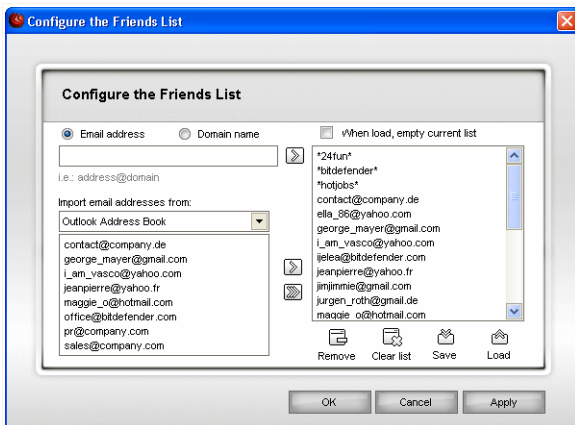 Configure the Friends List
Configure the Friends List
Email address
Domain name
i.e.: address@domain
Import email addresses from:
Outlook Address Book
contact@company.de
george_mayer@gmail.com
i_am_vasco@yahoo.com
jeanpierre@yahoo.fr
maggie_o@hotmail.com
office@bitdefender.com
pr@company.com
sales@company.com
When load, empty current list
*24fun*
*bitdefender*
*hotjobs*
contact@company.de
ella_86@yahoo.com
george_mayer@gmail.com
i_am_vasco@yahoo.com
ijelea@bitdefender.com
jeanpierre@yahoo.fr
jimjimmie@gmail.com
jurgen_roth@gmail.de
maggie_o@hotmail.com
Remove
Clear list
Save
Load
OK
Cancel
Apply